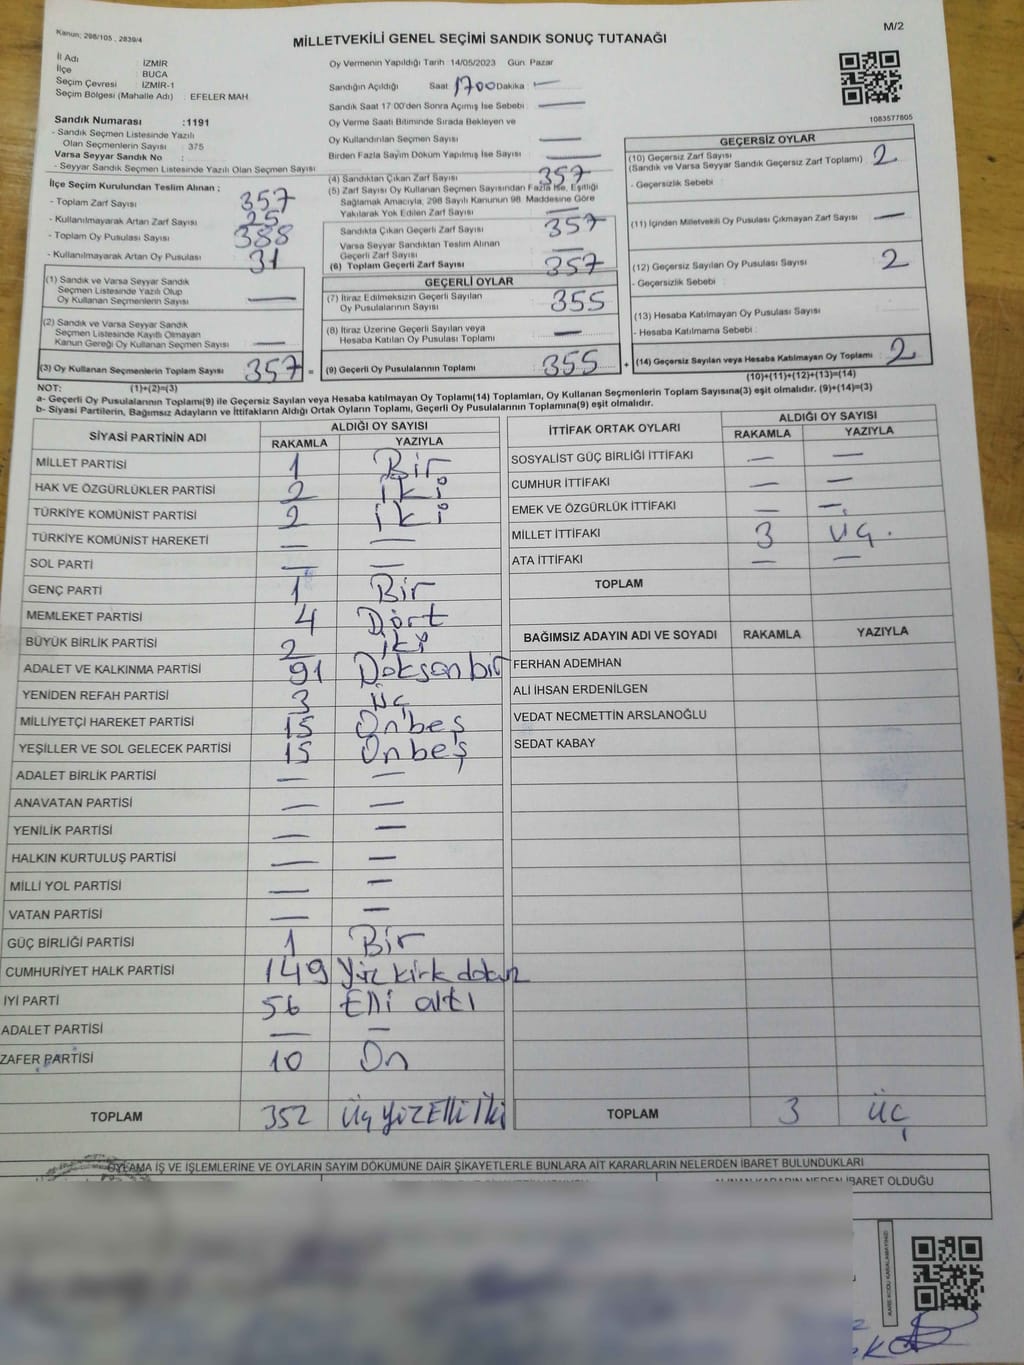 Kanun: 298/105 , 2839/4
M/2
MİLLETVEKİLİ GENEL SEÇİMİ SANDIK SONUÇ TUTANAĞI
İl Adı : İZMİR
İlçe : BUCA
Seçim Çevresi : İZMİR-1
Seçim Bölgesi (Mahalle Adı) : EFELER MAH
Oy Vermenin Yapıldığı Tarih :14/05/2023 Gün: Pazar
Sandığın Açıldığı Saat : 1700 Dakika : —
Sandık Saat 17:00'den Sonra Açımış İse Sebebi : —
Oy Verme Saati Bitiminde Sırada Bekleyen ve
Oy Kullandırılan Seçmen Sayısı —
Birden Fazla Sayım Döküm Yapılmış İse Sayısı —
1083577805
Sandık Numarası :1191
- Sandık Seçmen Listesinde Yazılı
Olan Seçmenlerin Sayısı : 375
Varsa Seyyar Sandık No :
- Seyyar Sandık Seçmen Listesinde Yazılı Olan Seçmen Sayısı :
İlçe Seçim Kurulundan Teslim Alınan ;
- Toplam Zarf Sayısı : 357
- Kullanılmayarak Artan Zarf Sayısı : 25
- Toplam Oy Pusulası Sayısı : 388
- Kullanılmayarak Artan Oy Pusulası : 31
(1) Sandık ve Varsa Seyyar Sandık
Seçmen Listesinde Yazılı Olup
Oy Kullanan Seçmenlerin Sayısı : —
(2) Sandık ve Varsa Seyyar Sandık
Seçmen Listesinde Kayıtlı Olmayan
Kanun Gereği Oy Kullanan Seçmen Sayısı : —
(3) Oy Kullanan Seçmenlerin Toplam Sayısı : 357 =
(4) Sandıktan Çıkan Zarf Sayısı : 357
(5) Zarf Sayısı Oy Kullanan Seçmen Sayısından Fazla İse, Eşitliği
Sağlamak Amacıyla, 298 Sayılı Kanunun 98. Maddesine Göre
Yakılarak Yok Edilen Zarf Sayısı : —
Sandıkta Çıkan Geçerli Zarf Sayısı : 357
Varsa Seyyar Sandıktan Teslim Alınan
Geçerli Zarf Sayısı : —
(6) Toplam Geçerli Zarf Sayısı : 357
GEÇERLİ OYLAR
(7) İtiraz Edilmeksizin Geçerli Sayılan
Oy Pusulalarının Sayısı : 355
(8) İtiraz Üzerine Geçerli Sayılan veya
Hesaba Katılan Oy Pusulası Toplamı : —
(9) Geçerli Oy Pusulalarının Toplamı : 355 +
GEÇERSİZ OYLAR
(10) Geçersiz Zarf Sayısı
(Sandık ve Varsa Seyyar Sandık Geçersiz Zarf Toplamı) : 2
- Geçersizlik Sebebi :
(11) İçinden Milletvekili Oy Pusulası Çıkmayan Zarf Sayısı : —
(12) Geçersiz Sayılan Oy Pusulası Sayısı : 2
- Geçersizlik Sebebi :
(13) Hesaba Katılmayan Oy Pusulası Sayısı :
- Hesaba Katılmama Sebebi :
(14) Geçersiz Sayılan veya Hesaba Katılmayan Oy Toplamı : 2
(10)+(11)+(12)+(13)=(14)
NOT: (1)+(2)=(3)
a- Geçerli Oy Pusulalarının Toplamı(9) ile Geçersiz Sayılan veya hesaba katılmayan Oy Toplamı(14) Toplamları, Oy Kullanan Seçmenlerin Toplam Sayısına(3) eşit olmalıdır. (9)+(14)=(3)
b- Siyasi Partilerin, Bağımsız Adayların ve İttifakların Aldığı Ortak Oyların Toplamı, Geçerli Oy Pusulalarının Toplamına(9) eşit olmalıdır.
SİYASİ PARTİNİN ADI ALDIĞI OY SAYISI
RAKAMLA YAZIYLA
MİLLET PARTİSİ 1 Bir
HAK VE ÖZGÜRLÜKLER PARTİSİ 2 iki
TÜRKİYE KOMÜNİST PARTİSİ 2 iki
TÜRKİYE KOMÜNİST HAREKETİ — —
SOL PARTİ — —
GENÇ PARTİ 1 Bir
MEMLEKET PARTİSİ 4 Dört
BÜYÜK BİRLİK PARTİSİ 2 iki
ADALET VE KALKINMA PARTİSİ 91 Doksan bir
YENİDEN REFAH PARTİSİ 3 üç
MİLLİYETÇİ HAREKET PARTİSİ 15 Onbeş
YEŞİLLER VE SOL GELECEK PARTİSİ 15 Onbeş
ADALET BİRLİK PARTİSİ — —
ANAVATAN PARTİSİ — —
YENİLİK PARTİSİ — —
HALKIN KURTULUŞ PARTİSİ — —
MİLLİ YOL PARTİSİ — —
VATAN PARTİSİ — —
GÜÇ BİRLİĞİ PARTİSİ 1 Bir
CUMHURİYET HALK PARTİSİ 149 Yüz kirk dokuz
İYİ PARTİ 56 Elli altı
ADALET PARTİSİ — —
ZAFER PARTİSİ 10 On
TOPLAM 352 Üç YÜZ Elli iki
İTTİFAK ORTAK OYLARI ALDIĞI OY SAYISI
RAKAMLA YAZIYLA
SOSYALİST GÜÇ BİRLİĞİ İTTİFAKI — —
CUMHUR İTTİFAKI — —
EMEK VE ÖZGÜRLÜK İTTİFAKI — —
MİLLET İTTİFAKI 3 üç.
ATA İTTİFAKI — —
TOPLAM
BAĞIMSIZ ADAYIN ADI VE SOYADI RAKAMLA YAZIYLA
FERHAN ADEMHAN
ALİ İHSAN ERDENİLGEN
VEDAT NECMETTİN ARSLANOĞLU
SEDAT KABAY
TOPLAM 3 ÜÇ
OYLAMA İŞ VE İŞLEMLERİNE VE OYLARIN SAYIM DÖKÜMÜNE DAİR ŞİKAYETLERLE BUNLARA AİT KARARLARIN NELERDEN İBARET BULUNDUKLARI
ALINAN KARARIN NEDEN İBARET OLDUĞU
KARE KODU KARALAMAYINIZ!